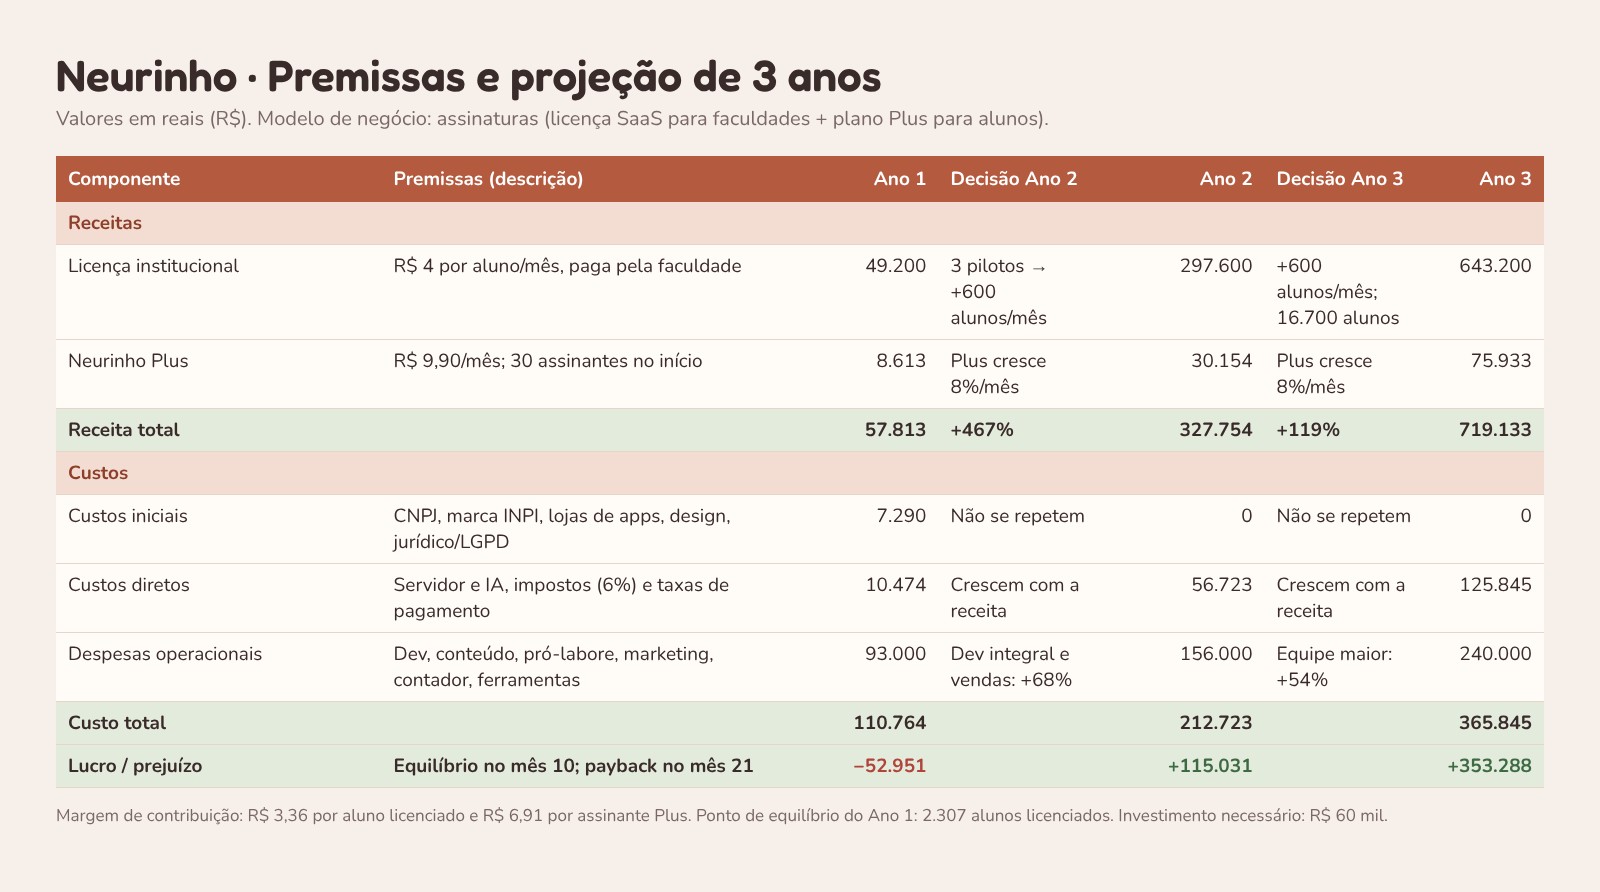 Neurinho · Premissas e projeção de 3 anos
Valores em reais (R$). Modelo de negócio: assinaturas (licença SaaS para faculdades + plano Plus para alunos).
Componente Premissas (descrição) Ano 1 Decisão Ano 2 Ano 2 Decisão Ano 3 Ano 3
Receitas
Licença institucional R$ 4 por aluno/mês, paga pela faculdade 49.200 3 pilotos → 297.600 +600 643.200
+600 alunos/mês;
alunos/mês 16.700 alunos
Neurinho Plus R$ 9,90/mês; 30 assinantes no início 8.613 Plus cresce 30.154 Plus cresce 75.933
8%/mês 8%/mês
Receita total 57.813 +467% 327.754 +119% 719.133
Custos
Custos iniciais CNPJ, marca INPI, lojas de apps, design, 7.290 Não se repetem 0 Não se repetem 0
jurídico/LGPD
Custos diretos Servidor e IA, impostos (6%) e taxas de 10.474 Crescem com a 56.723 Crescem com a 125.845
pagamento receita receita
Despesas operacionais Dev, conteúdo, pró-labore, marketing, 93.000 Dev integral e 156.000 Equipe maior: 240.000
contador, ferramentas vendas: +68% +54%
Custo total 110.764 212.723 365.845
Lucro / prejuízo Equilíbrio no mês 10; payback no mês 21 −52.951 +115.031 +353.288
Margem de contribuição: R$ 3,36 por aluno licenciado e R$ 6,91 por assinante Plus. Ponto de equilíbrio do Ano 1: 2.307 alunos licenciados. Investimento necessário: R$ 60 mil.